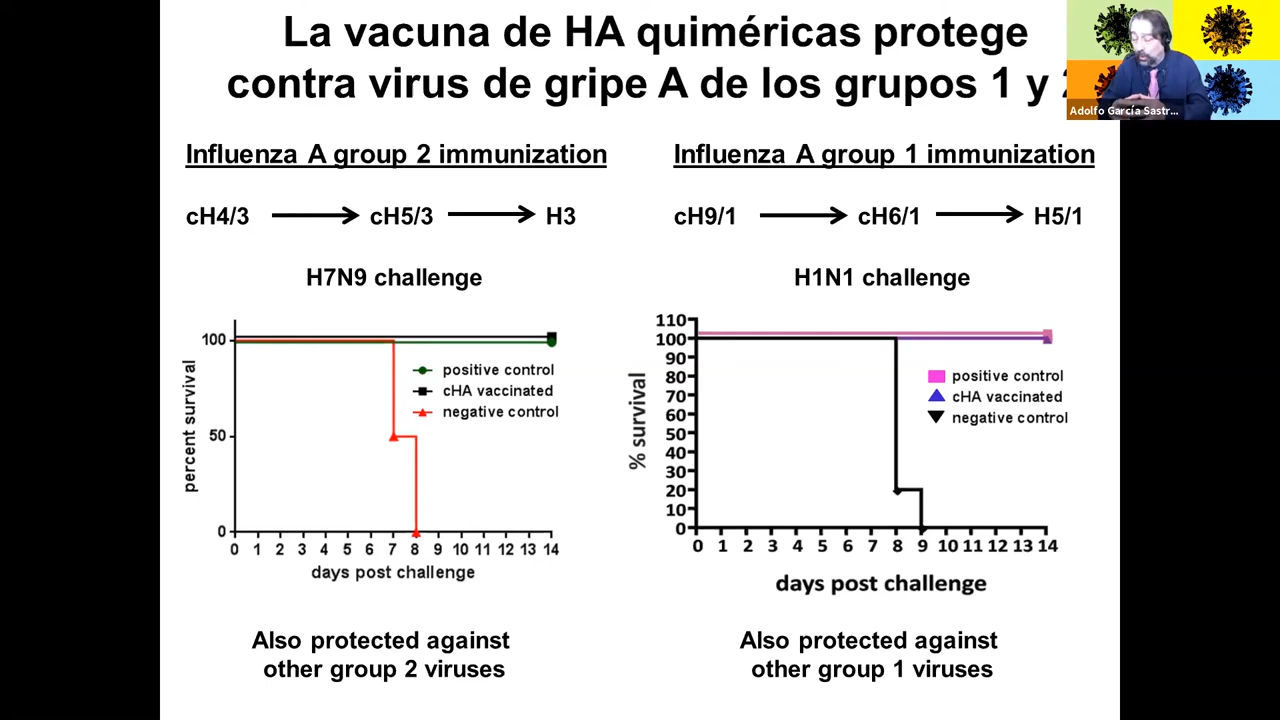 La vacuna de HA quiméricas protege
contra virus de gripe A de los grupos 1 y 2
Adolfo García Sastr...
Influenza A group 2 immunization
cH4/3
cH5/3
H3
H7N9 challenge
percent survival
100
50
0
positive control
cHA vaccinated
negative control
0 1 2 3 4 5 6 7 8 9 10 11 12 13 14
days post challenge
Also protected against
other group 2 viruses
Influenza A group 1 immunization
cH9/1
cH6/1
H5/1
H1N1 challenge
% survival
110
100
90
80
70
60
50
40
30
20
10
0
positive control
cHA vaccinated
negative control
0 1 2 3 4 5 6 7 8 9 10 11 12 13 14
days post challenge
Also protected against
other group 1 viruses